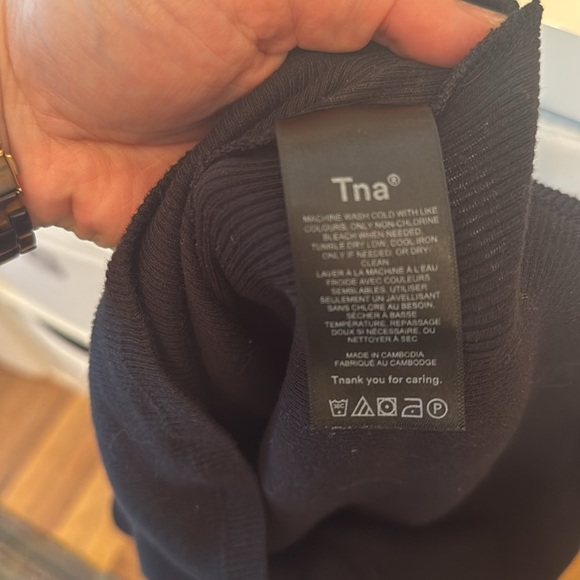 Tna®
MACHINE WASH COLD WITH LIKE
COLOURS, ONLY NON-CHLORINE
BLEACH WHEN NEEDED.
TUMBLE DRY LOW, COOL IRON
ONLY IF NEEDED. OR DRY-
CLEAN.
LAVER À LA MACHINE À L'EAU
FROIDE AVEC COULEURS
SEMBLABLES, UTILISER
SEULEMENT UN JAVELLISANT
SANS CHLORE AU BESOIN,
SÉCHER À BASSE
TEMPÉRATURE, REPASSAGE
DOUX SI NÉCESSAIRE, OU
NETTOYER À SEC
MADE IN CAMBODIA
FABRIQUÉ AU CAMBODGE
Tnank you for caring.
30C P